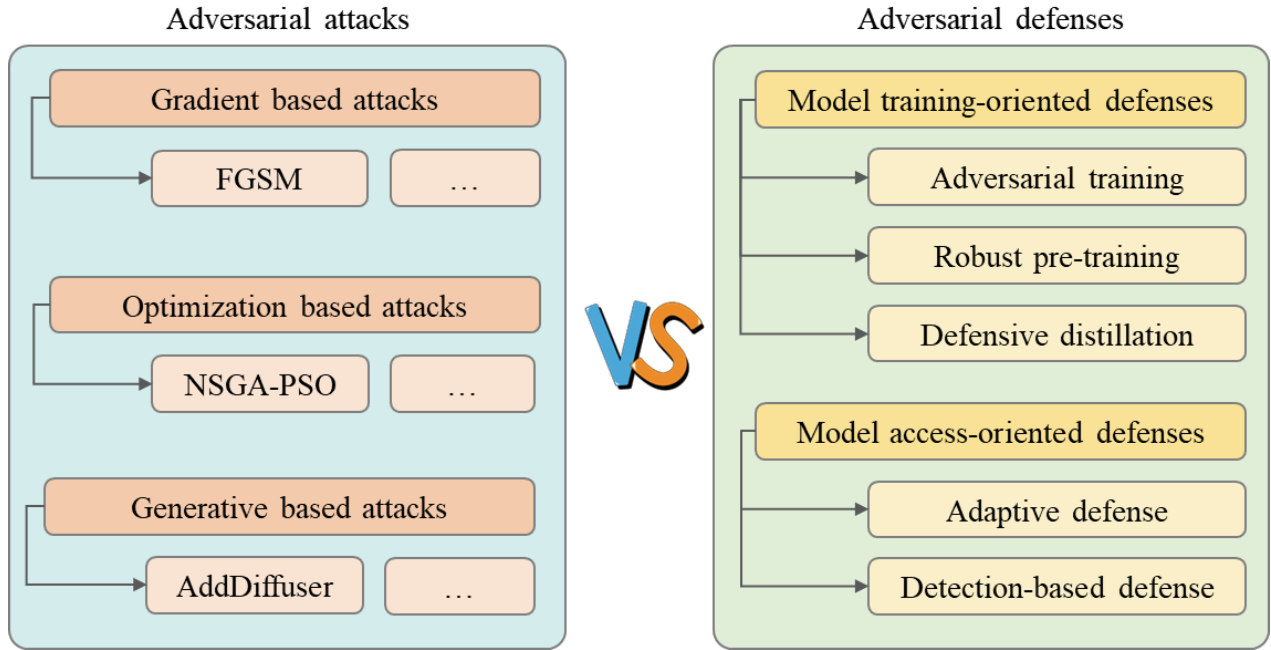 Adversarial attacks
Gradient based attacks
FGSM
…
Optimization based attacks
NSGA-PSO
…
Generative based attacks
AddDiffuser
…
VS
Adversarial defenses
Model training-oriented defenses
Adversarial training
Robust pre-training
Defensive distillation
Model access-oriented defenses
Adaptive defense
Detection-based defense